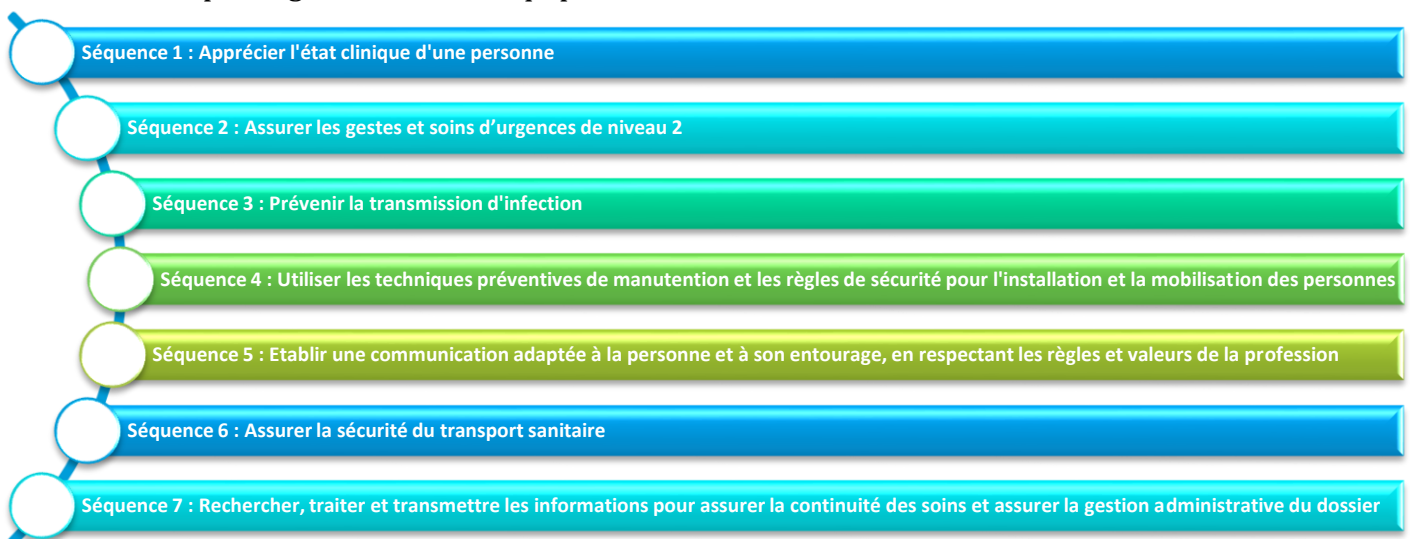 Séquence 1 : Apprécier l'état clinique d'une personne
Séquence 2 : Assurer les gestes et soins d’urgences de niveau 2
Séquence 3 : Prévenir la transmission d'infection
Séquence 4 : Utiliser les techniques préventives de manutention et les règles de sécurité pour l'installation et la mobilisation des personnes
Séquence 5 : Etablir une communication adaptée à la personne et à son entourage, en respectant les règles et valeurs de la profession
Séquence 6 : Assurer la sécurité du transport sanitaire
Séquence 7 : Rechercher, traiter et transmettre les informations pour assurer la continuité des soins et assurer la gestion administrative du dossier